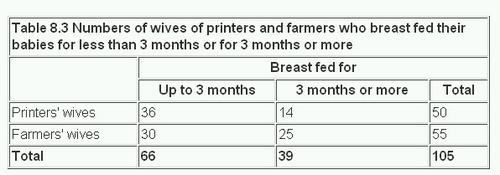 Table 8.3 Numbers of wives of printers and farmers who breast fed their
babies for less than 3 months or for 3 months or more
Breast fed for
Up to 3 months 3 months or more Total
Printers' wives 36 14 50
Farmers' wives 30 25 55
Total 66 39 105